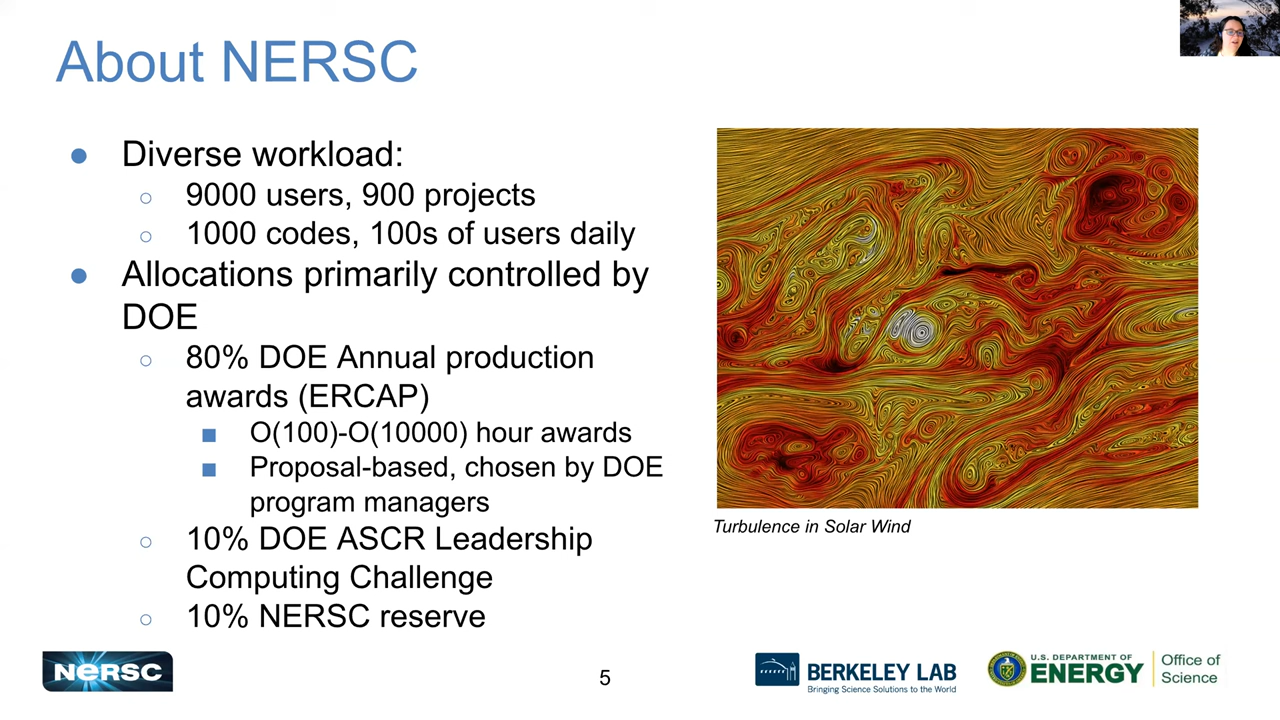 About NERSC
● Diverse workload:
○ 9000 users, 900 projects
○ 1000 codes, 100s of users daily
● Allocations primarily controlled by
DOE
○ 80% DOE Annual production
awards (ERCAP)
■ O(100)-O(10000) hour awards
■ Proposal-based, chosen by DOE
program managers
○ 10% DOE ASCR Leadership
Computing Challenge
○ 10% NERSC reserve
Turbulence in Solar Wind
NERSC
5
BERKELEY LAB
Bringing Science Solutions to the World
U.S. DEPARTMENT OF
ENERGY
Office of
Science